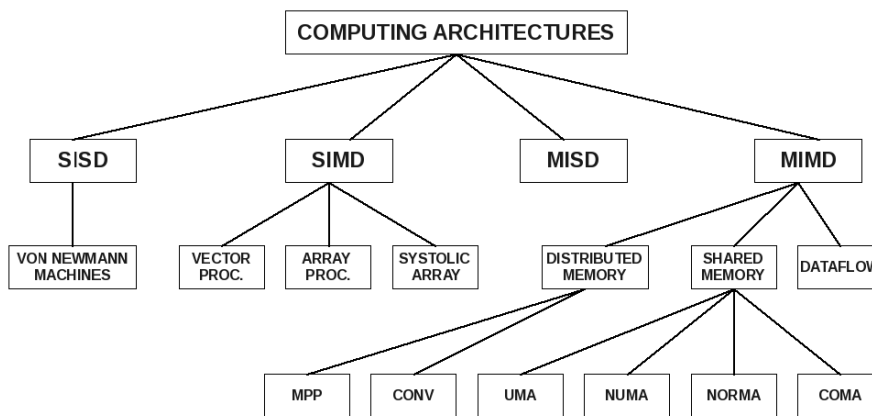 COMPUTING ARCHITECTURES
SISD
SIMD
MISD
MIMD
VON NEWMANN
MACHINES
VECTOR
PROC.
ARRAY
PROC.
SYSTOLIC
ARRAY
DISTRIBUTED
MEMORY
SHARED
MEMORY
DATAFLOW
MPP
CONV
UMA
NUMA
NORMA
COMA